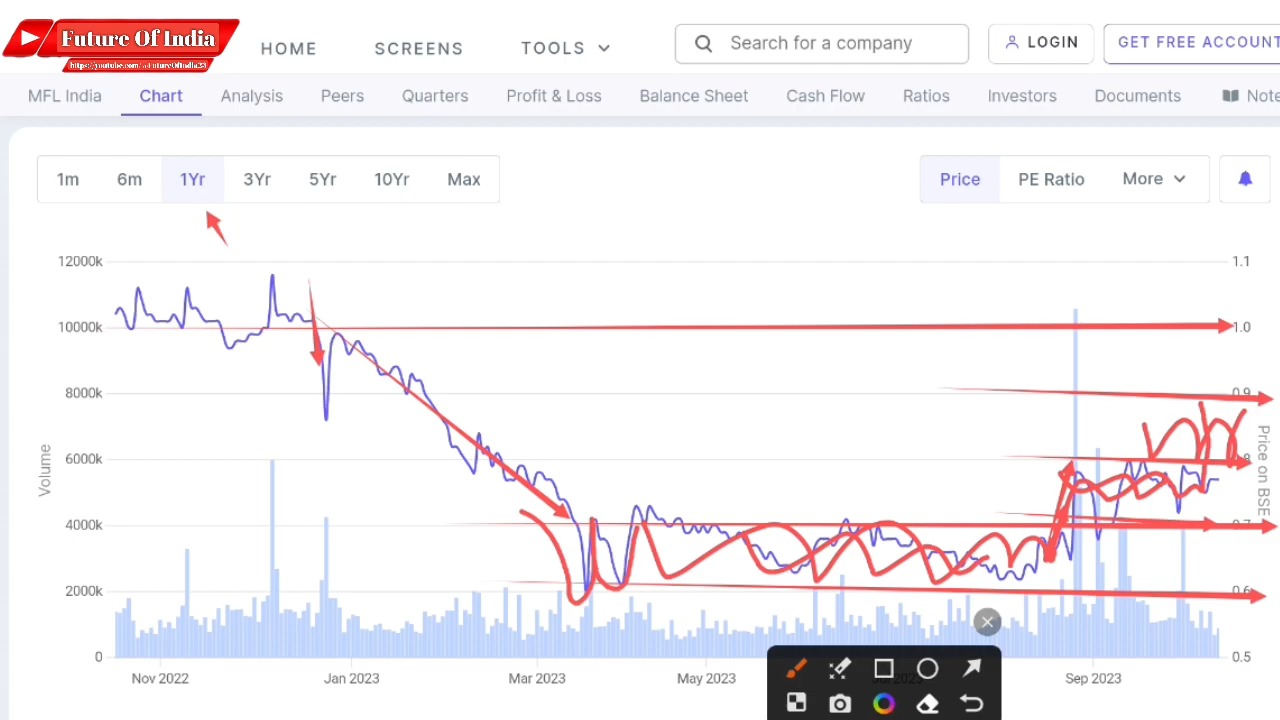 Future Of India
HOME SCREENS TOOLS Search for a company LOGIN GET FREE ACCOUNT
MFL India Chart Analysis Peers Quarters Profit & Loss Balance Sheet Cash Flow Ratios Investors Documents Note
1m 6m 1Yr 3Yr 5Yr 10Yr Max Price PE Ratio More
12000k 1.1
10000k 1.0
8000k 0.9
6000k 0.8
4000k 0.7
2000k 0.6
0 0.5
Volume
Price on BSE
Nov 2022 Jan 2023 Mar 2023 May 2023 Jul 2023 Sep 2023